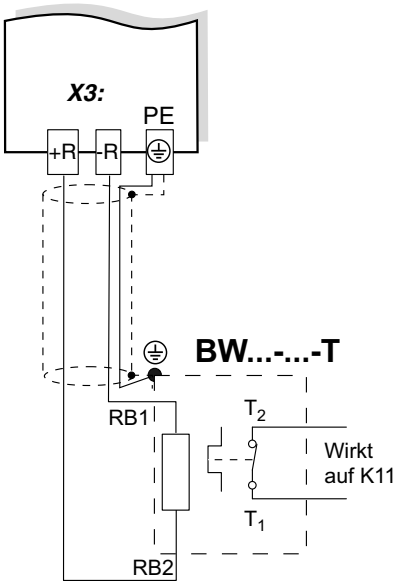 X3:
PE
+R
-R
BW...-...-T
RB1
T2
Wirkt
auf K11
T1
RB2